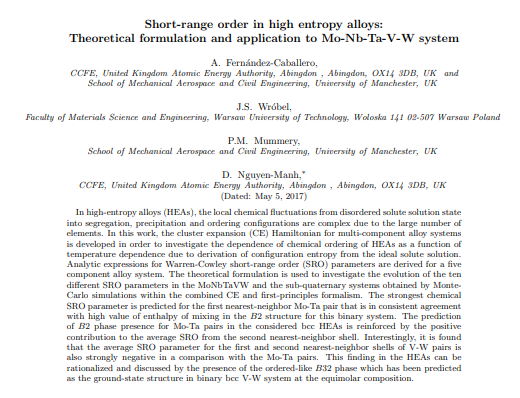 Short-range order in high entropy alloys:
Theoretical formulation and application to Mo-Nb-Ta-V-W system
A. Fernández-Caballero,
CCFE, United Kingdom Atomic Energy Authority, Abingdon , Abingdon, OX14 3DB, UK and
School of Mechanical Aerospace and Civil Engineering, University of Manchester, UK
J.S. Wróbel,
Faculty of Materials Science and Engineering, Warsaw University of Technology, Woloska 141 02-507 Warsaw Poland
P.M. Mummery,
School of Mechanical Aerospace and Civil Engineering, University of Manchester, UK
D. Nguyen-Manh,*
CCFE, United Kingdom Atomic Energy Authority, Abingdon , Abingdon, OX14 3DB, UK
(Dated: May 5, 2017)
In high-entropy alloys (HEAs), the local chemical fluctuations from disordered solute solution state
into segregation, precipitation and ordering configurations are complex due to the large number of
elements. In this work, the cluster expansion (CE) Hamiltonian for multi-component alloy systems
is developed in order to investigate the dependence of chemical ordering of HEAs as a function of
temperature dependence due to derivation of configuration entropy from the ideal solute solution.
Analytic expressions for Warren-Cowley short-range order (SRO) parameters are derived for a five
component alloy system. The theoretical formulation is used to investigate the evolution of the ten
different SRO parameters in the MoNbTaVW and the sub-quaternary systems obtained by Monte-
Carlo simulations within the combined CE and first-principles formalism. The strongest chemical
SRO parameter is predicted for the first nearest-neighbor Mo-Ta pair that is in consistent agreement
with high value of enthalpy of mixing in the B2 structure for this binary system. The prediction
of B2 phase presence for Mo-Ta pairs in the considered bcc HEAs is reinforced by the positive
contribution to the average SRO from the second nearest-neighbor shell. Interestingly, it is found
that the average SRO parameter for the first and second nearest-neighbor shells of V-W pairs is
also strongly negative in a comparison with the Mo-Ta pairs. This finding in the HEAs can be
rationalized and discussed by the presence of the ordered-like B32 phase which has been predicted
as the ground-state structure in binary bcc V-W system at the equimolar composition.